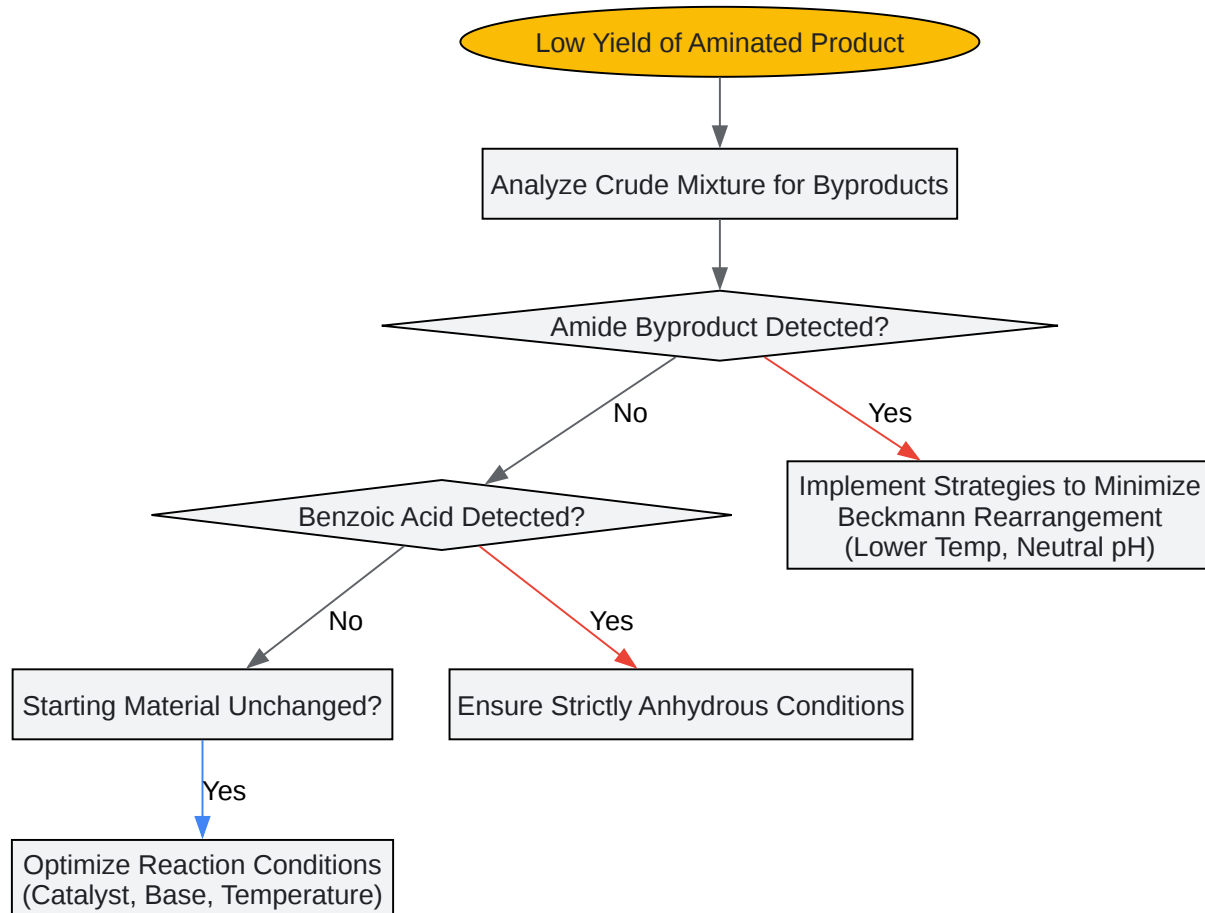 Low Yield of Aminated Product
Analyze Crude Mixture for Byproducts
Amide Byproduct Detected?
No
Yes
Benzoic Acid Detected?
Implement Strategies to Minimize
Beckmann Rearrangement
(Lower Temp, Neutral pH)
No
Yes
Starting Material Unchanged?
Ensure Strictly Anhydrous Conditions
Yes
Optimize Reaction Conditions
(Catalyst, Base, Temperature)